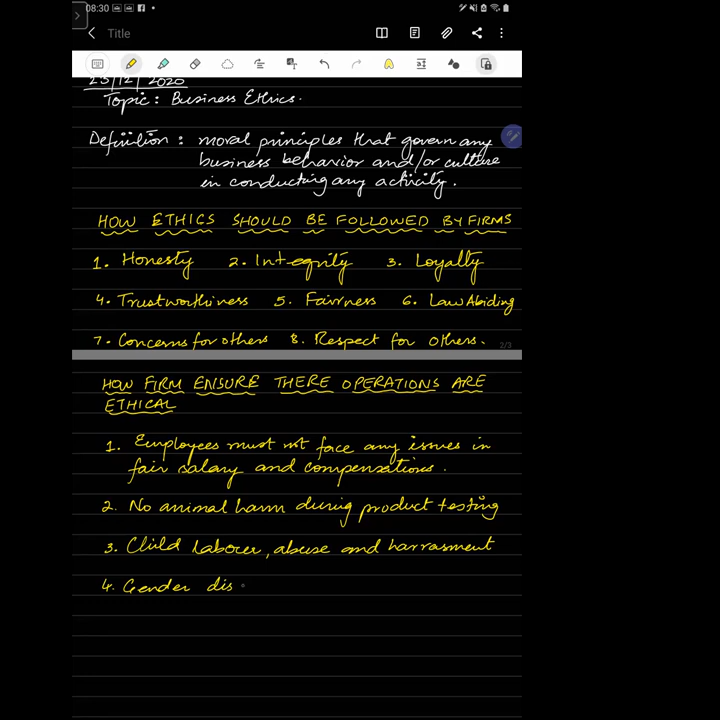 08:30
Title
23/12/2020
Topic: Business Ethics.
Definition: moral principles that govern any
business behavior and/or culture
in conducting any activity.
HOW ETHICS SHOULD BE FOLLOWED BY FIRMS
1. Honesty 2. Integrity 3. Loyalty
4. Trustworthiness 5. Fairness 6. Law Abiding
7. Concerns for others 8. Respect for others.
2/3
HOW FIRM ENSURE THERE OPERATIONS ARE
ETHICAL
1. Employees must not face any issues in
fair salary and compensations.
2. No animal harm during product testing
3. Child laborer, abuse and harrasment
4. Gender dis